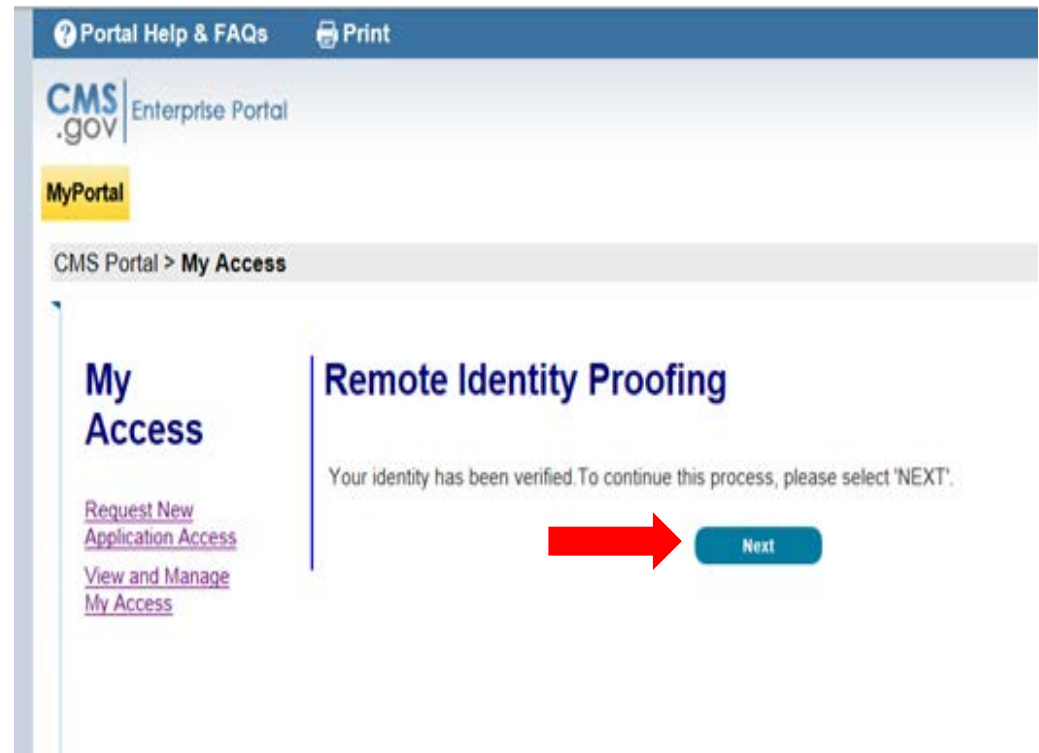 Portal Help & FAQs Print
CMS
.gov Enterprise Portal
MyPortal
CMS Portal > My Access
My
Access
Request New
Application Access
View and Manage
My Access
Remote Identity Proofing
Your identity has been verified.To continue this process, please select 'NEXT'.
Next